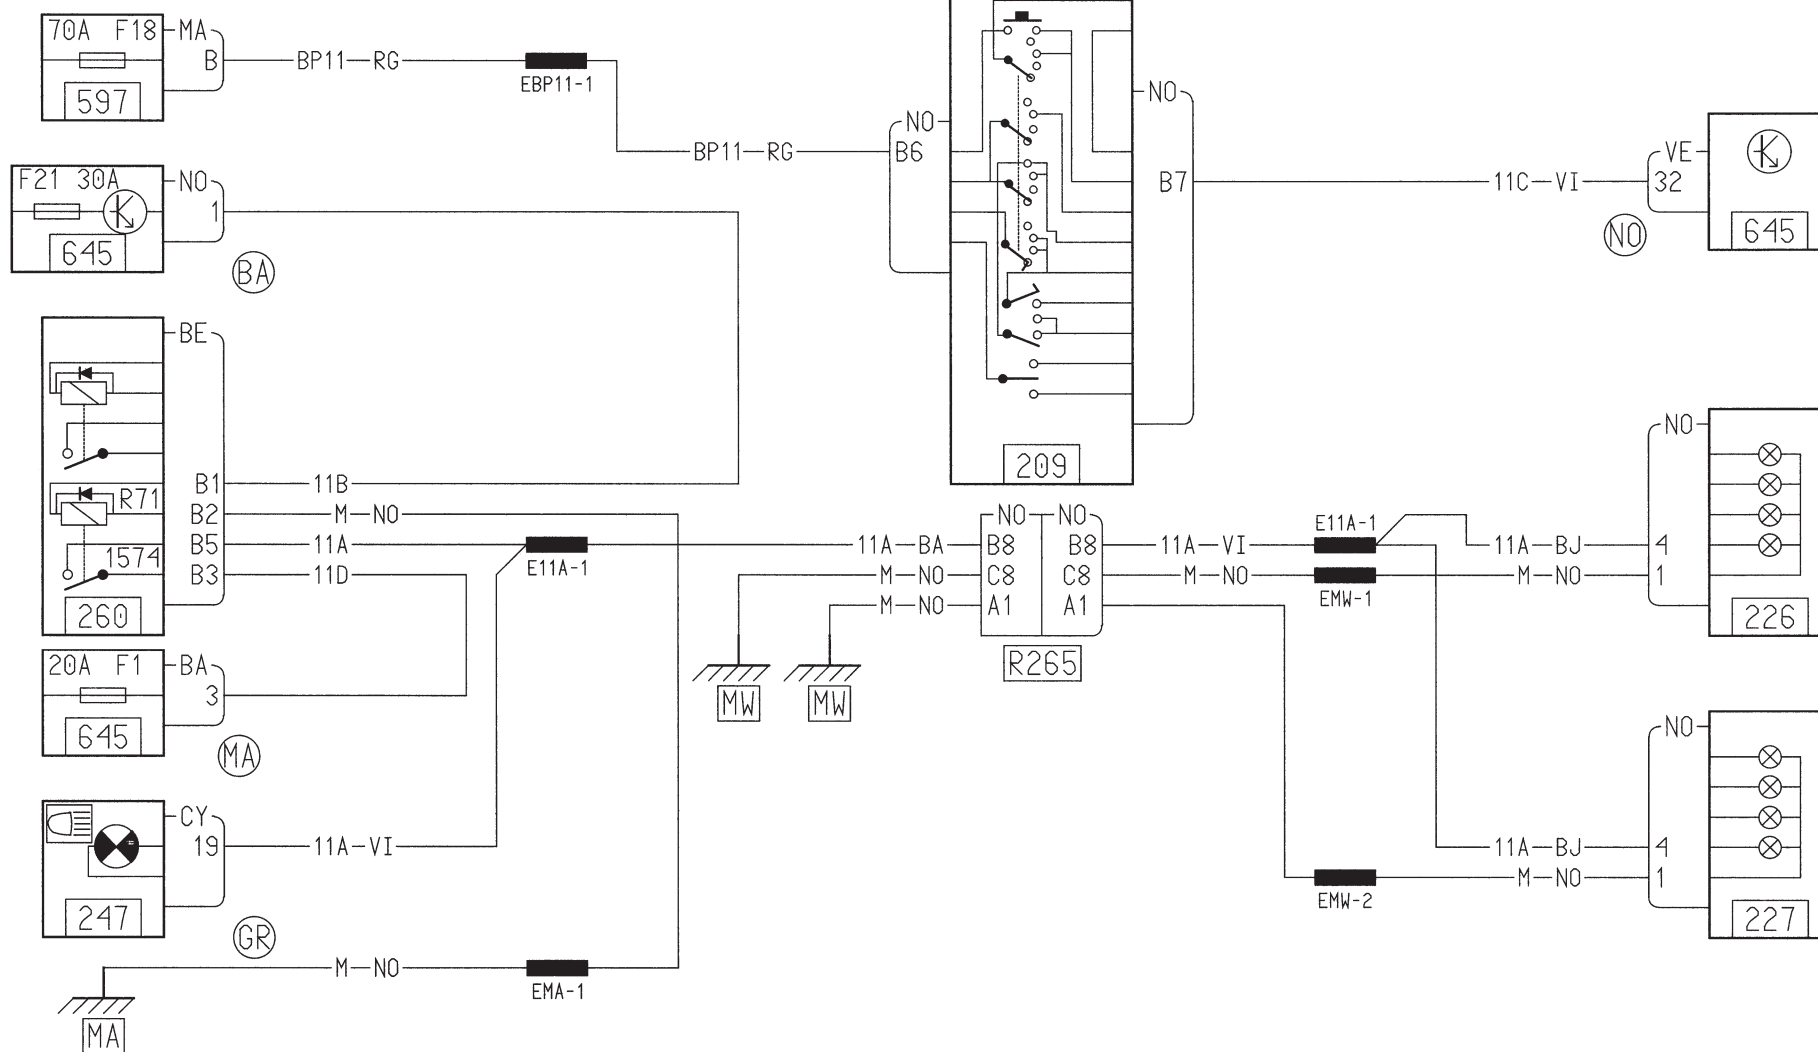 70A F18 MA
B BP11 RG
EBP11-1
597
BP11 RG
NO
B6
NO
B7
11C VI
VE
32
NO
645
F21 30A NO
1
645
BA
BE
R71
1574
B1 11B
B2 M NO
B5 11A
B3 11D
260
E11A-1
209
NO NO
11A BA B8 B8 11A VI
M NO C8 C8 M NO
M NO A1 A1
R265
MW MW
E11A-1
EMW-1
NO
11A BJ 4
M NO 1
226
20A F1 BA
3
645
MA
CY
19 11A VI
247
GR
NO
11A BJ 4
M NO 1
EMW-2
227
M NO
EMA-1
MA